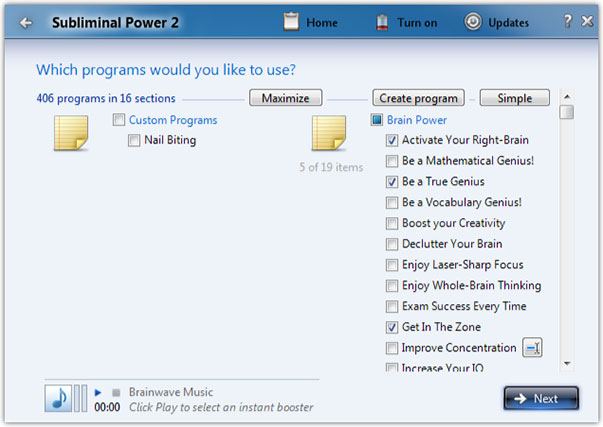 Subliminal Power 2
Home
Turn on
Updates
?
Which programs would you like to use?
406 programs in 16 sections
Maximize
Create program
Simple
Custom Programs
Nail Biting
5 of 19 items
Brain Power
Activate Your Right-Brain
Be a Mathematical Genius!
Be a True Genius
Be a Vocabulary Genius!
Boost your Creativity
Declutter Your Brain
Enjoy Laser-Sharp Focus
Enjoy Whole-Brain Thinking
Exam Success Every Time
Get In The Zone
Improve Concentration
Increase Your IQ
Brainwave Music
00:00 Click Play to select an instant booster
Next